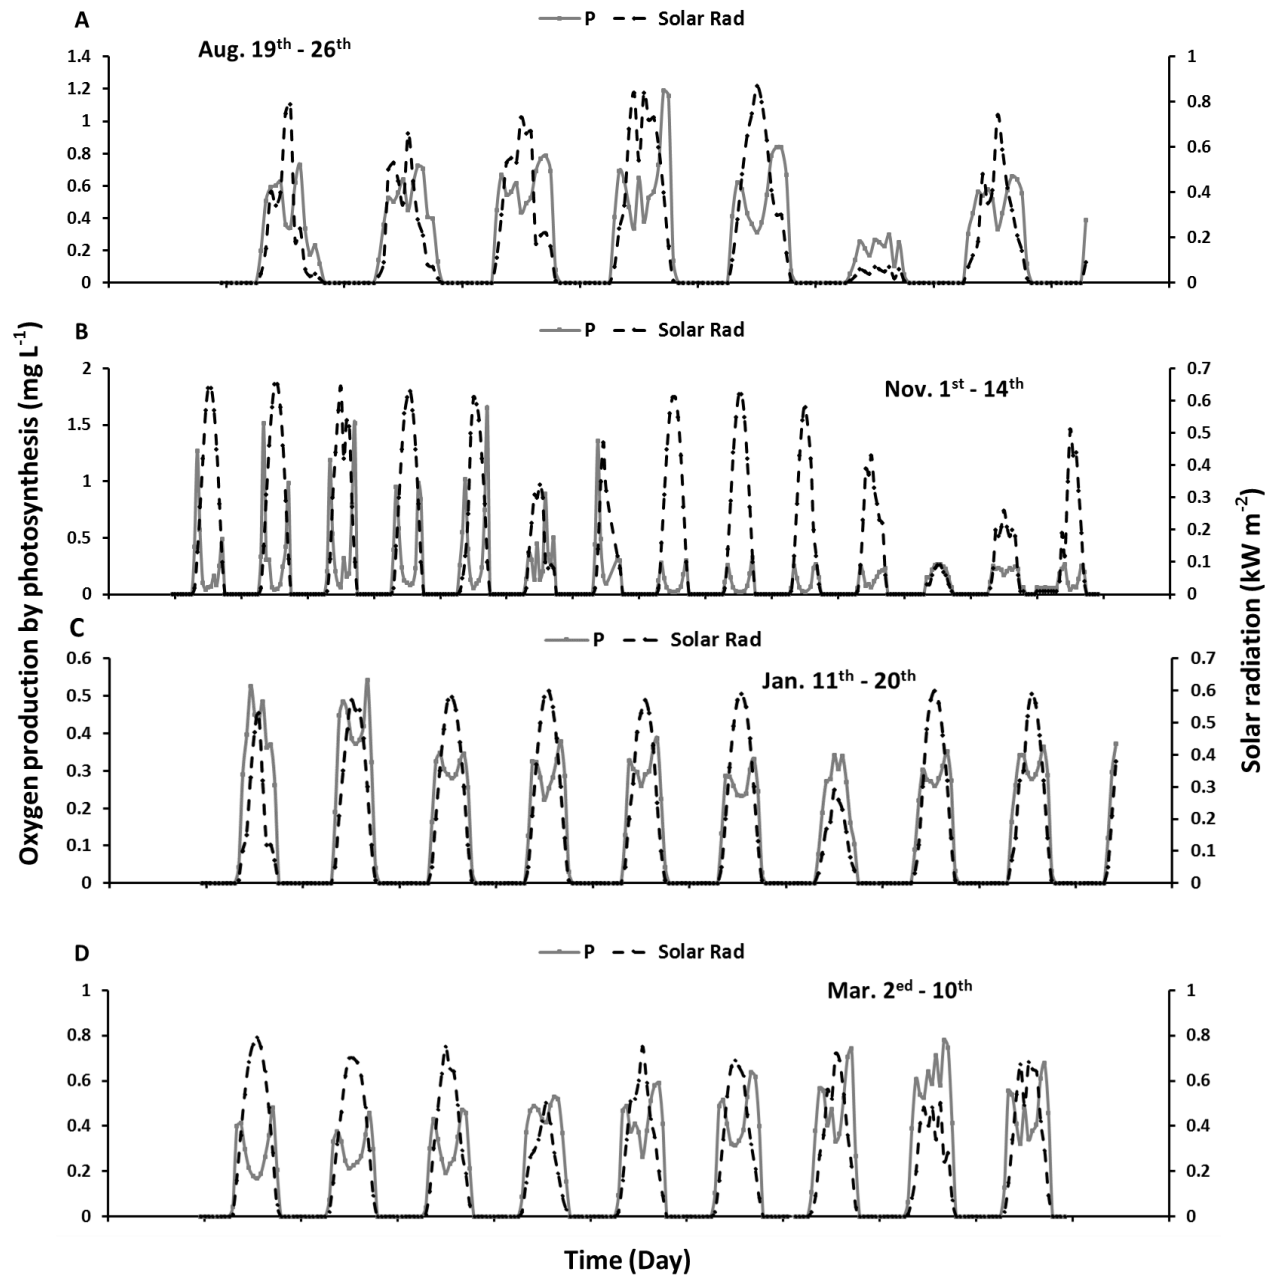 A
P Solar Rad
Aug. 19th - 26th
1.4 1
1.2
0.8
1
0.8 0.6
0.6 0.4
0.4
0.2
0.2
0 0
B
P Solar Rad
2 0.7
Nov. 1st - 14th
0.6
1.5
0.5
0.4
1
0.3
0.5 0.2
0.1
0 0
C
P Solar Rad
0.6 0.7
Jan. 11th - 20th
0.6
0.5
0.5
0.4
0.4
0.3
0.3
0.2
0.2
0.1 0.1
0 0
D
P Solar Rad
1 Mar. 2ed - 10th 1
0.8 0.8
0.6 0.6
0.4 0.4
0.2 0.2
0 0
Oxygen production by photosynthesis (mg L-1)
Solar radiation (kW m-2)
Time (Day)